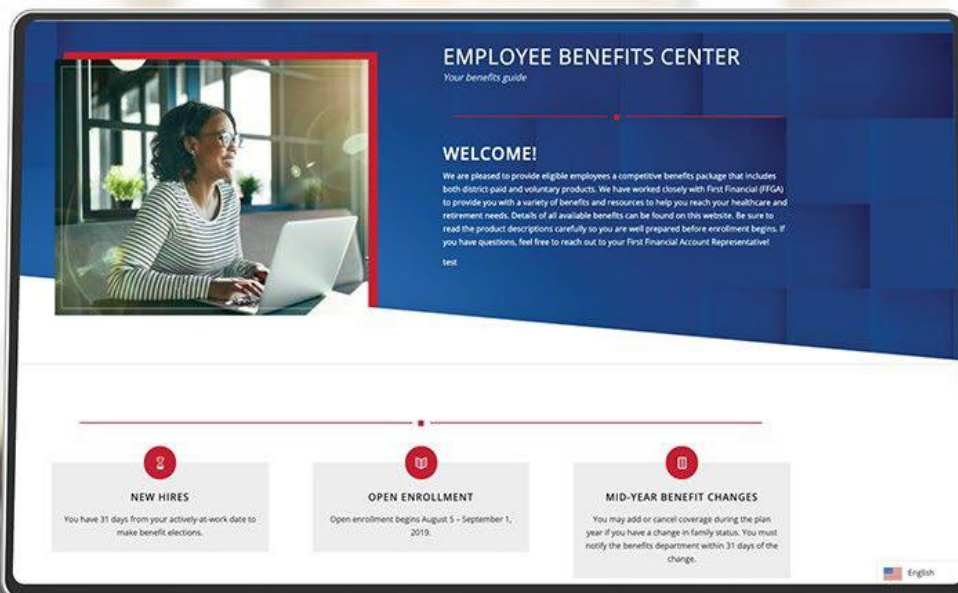 EMPLOYEE BENEFITS CENTER
Your benefits guide
WELCOME!
We are pleased to provide eligible employees a competitive benefits package that includes
both district-paid and voluntary products. We have worked closely with First Financial (FFGA)
to provide you with a variety of benefits and resources to help you reach your healthcare and
retirement needs. Details of all available benefits can be found on this website. Be sure to
read the product descriptions carefully so you are well prepared before enrollment begins. If
you have questions, feel free to reach out to your First Financial Account Representative!
test
NEW HIRES
You have 31 days from your actively-at-work date to
make benefit elections.
OPEN ENROLLMENT
Open enrollment begins August 5 – September 1,
2019.
MID-YEAR BENEFIT CHANGES
You may add or cancel coverage during the plan
year if you have a change in family status. You must
notify the benefits department within 31 days of the
change.
English